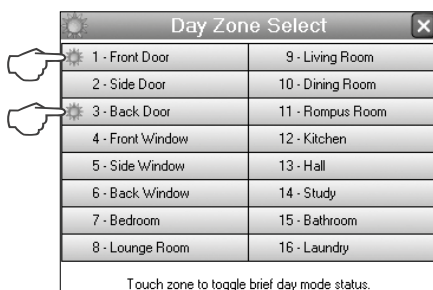 Day Zone Select
1 - Front Door
9 - Living Room
2 - Side Door
10 - Dining Room
3 - Back Door
11 - Rompus Room
4 - Front Window
12 - Kitchen
5 - Side Window
13 - Hall
6 - Back Window
14 - Study
7 - Bedroom
15 - Bathroom
8 - Lounge Room
16 - Laundry
Touch zone to toggle brief day mode status.